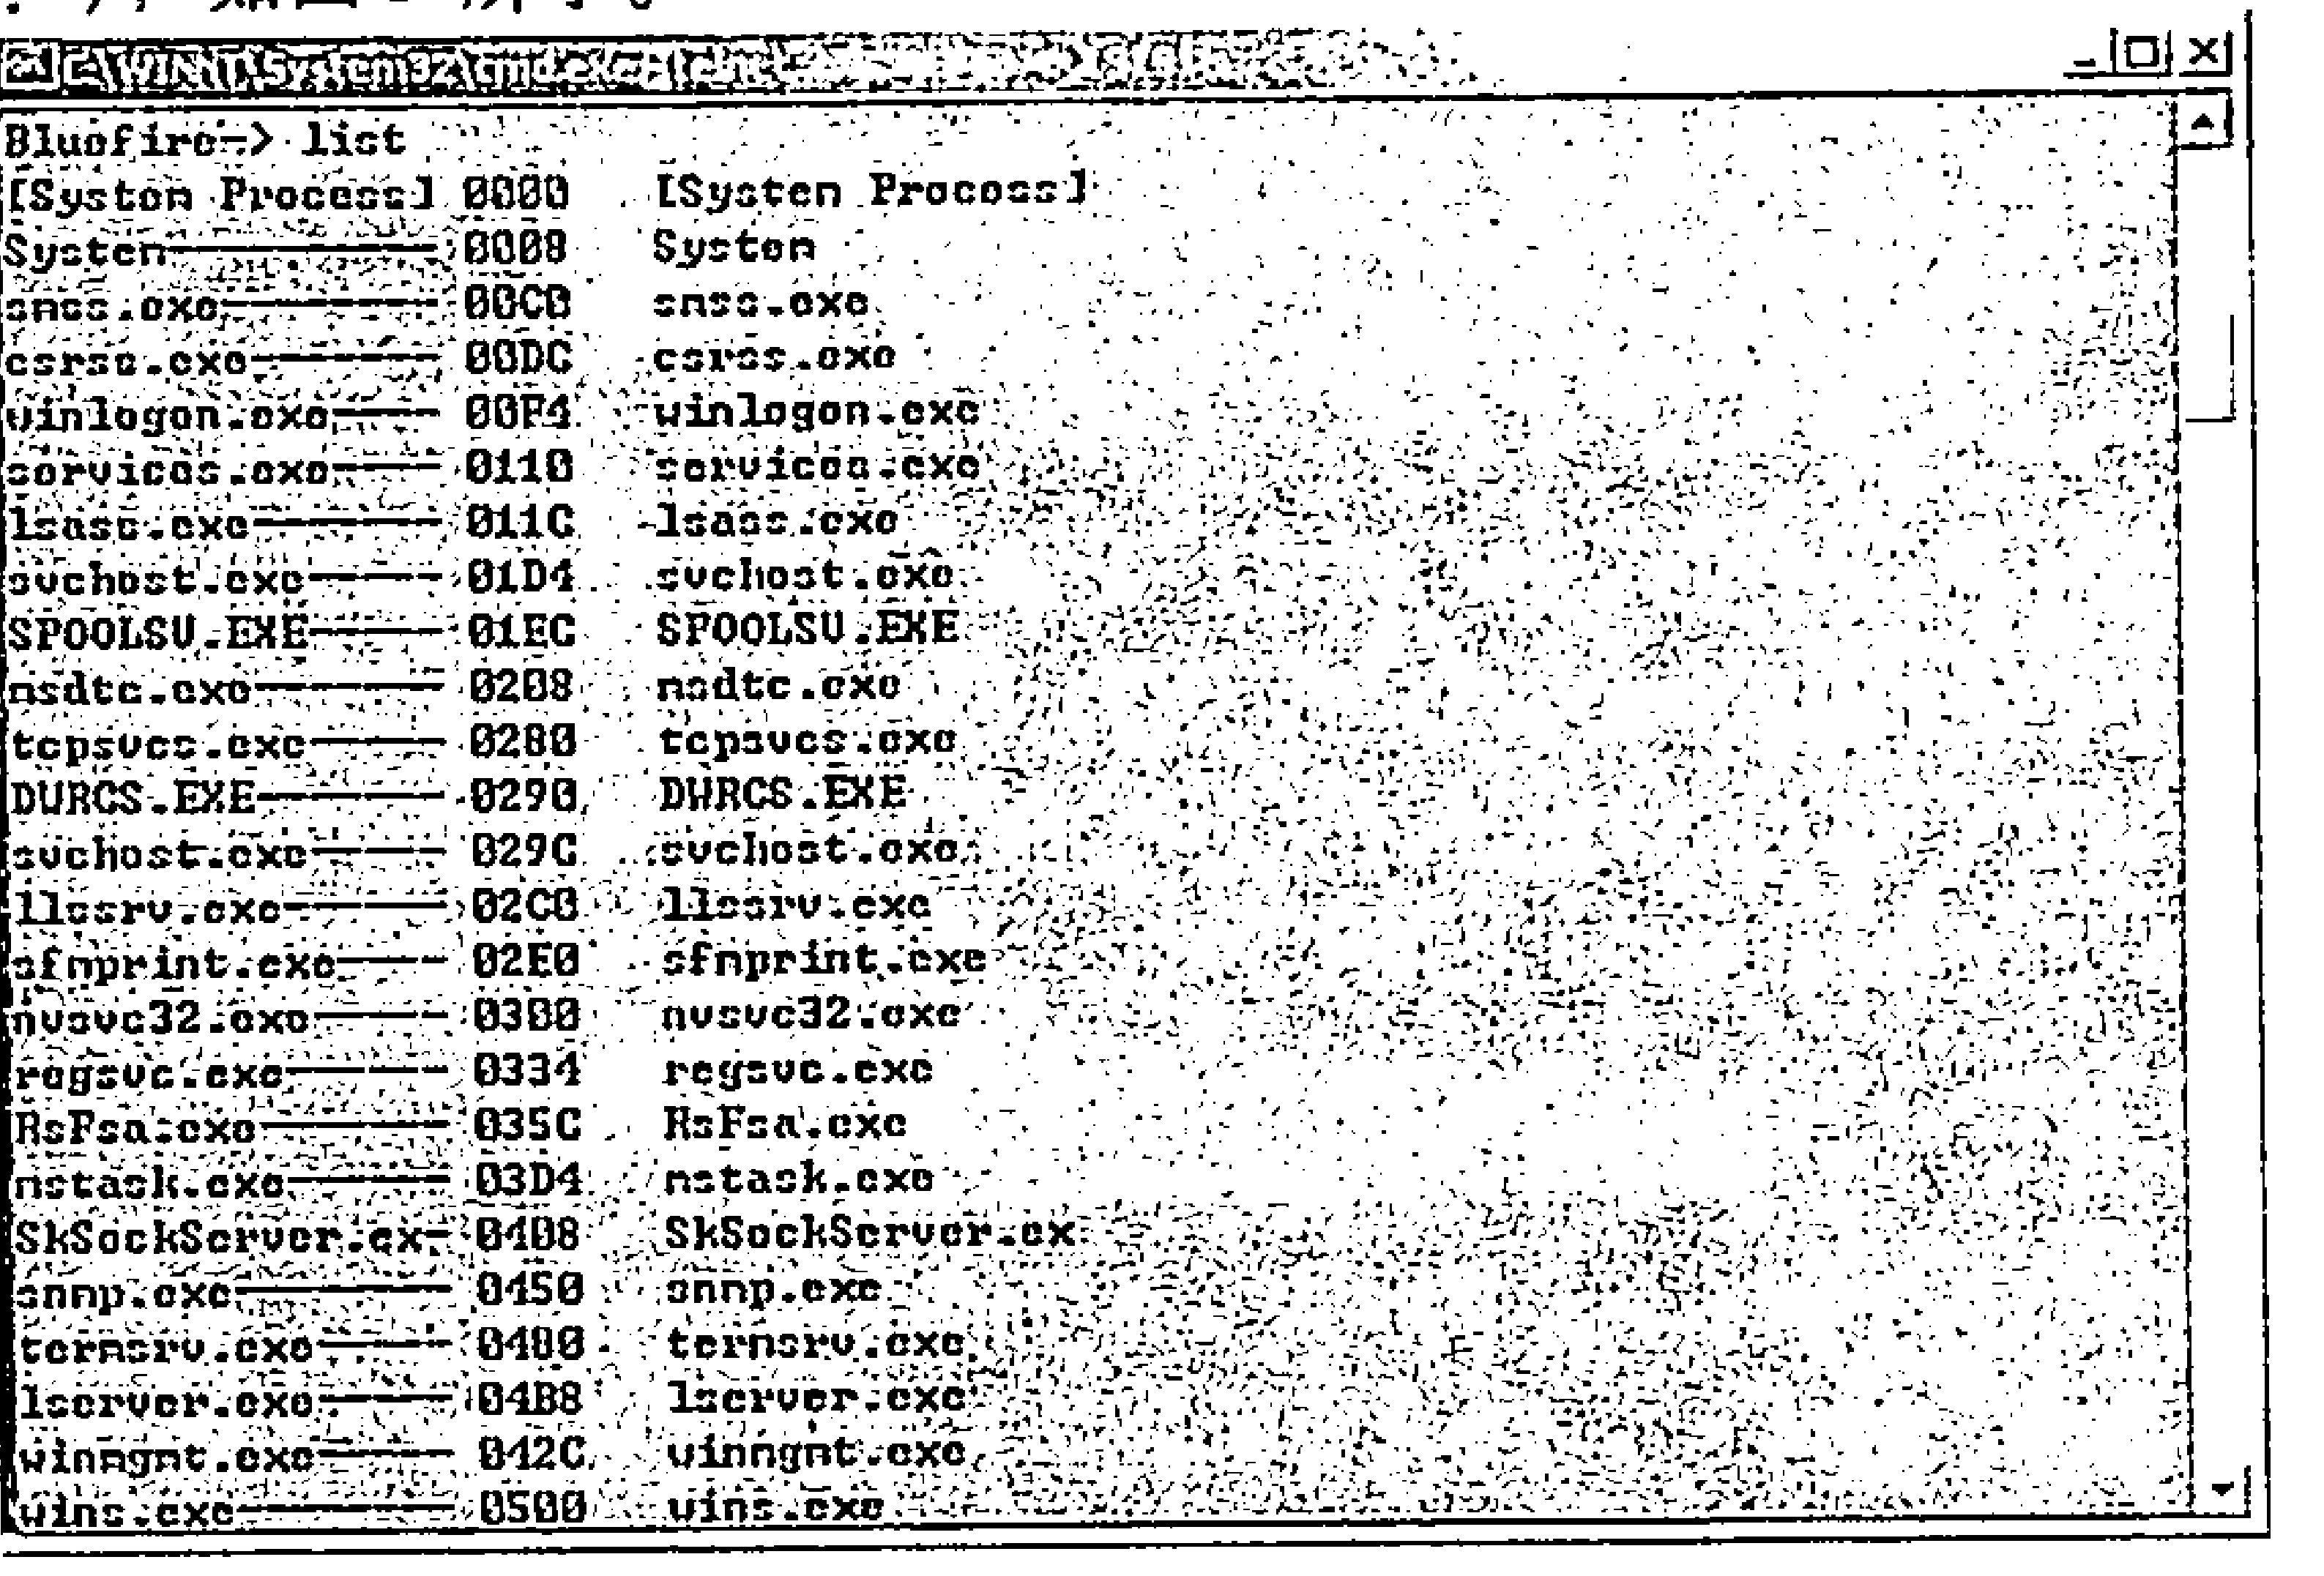 C:\WINNT\System32\cmd.exe
Bluefire-> list
[System Process] 0000 [System Process]
System 0008 System
smss.exe 00C0 smss.exe
csrss.exe 00DC csrss.exe
winlogon.exe 00F4 winlogon.exe
services.exe 0110 services.exe
lsass.exe 011C lsass.exe
svchost.exe 01D4 svchost.exe
SPOOLSV.EXE 01EC SPOOLSV.EXE
msdtc.exe 0208 msdtc.exe
tcpsvcs.exe 0280 tcpsvcs.exe
DWRCS.EXE 0290 DWRCS.EXE
svchost.exe 029C svchost.exe
llssrv.exe 02C0 llssrv.exe
sfmprint.exe 02E0 sfmprint.exe
nvsvc32.exe nvsvc32.exe
regsvc.exe 0334 regsvc.exe
RsFsa.exe 035C RsFsa.exe
mstask.exe 03D4 mstask.exe
SkSockServer.ex SkSockServer.ex
snmp.exe 0450 snmp.exe
termsrv.exe termsrv.exe
lserver.exe 04B8 lserver.exe
winmgmt.exe 042C winmgmt.exe
wins.exe 0500 wins.exe